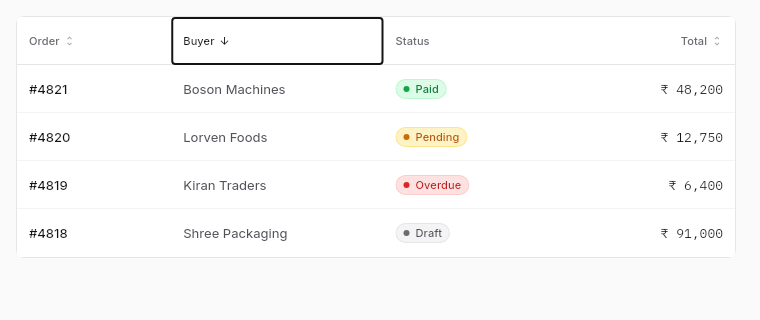 Order Buyer ↓ Status Total
#4821 Boson Machines Paid ₹ 48,200
#4820 Lorven Foods Pending ₹ 12,750
#4819 Kiran Traders Overdue ₹ 6,400
#4818 Shree Packaging Draft ₹ 91,000